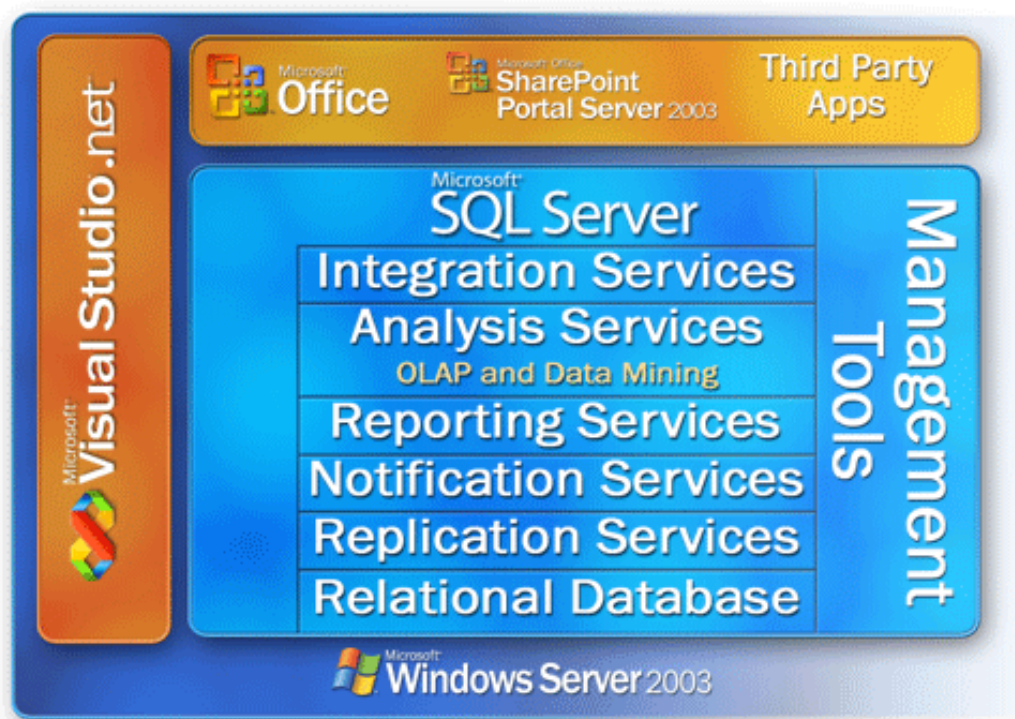 Microsoft
Visual Studio.net
Microsoft
Office
Microsoft Office
SharePoint
Portal Server 2003
Third Party
Apps
Microsoft
SQL Server
Integration Services
Analysis Services
OLAP and Data Mining
Reporting Services
Notification Services
Replication Services
Relational Database
Management
Tools
Microsoft
Windows Server 2003